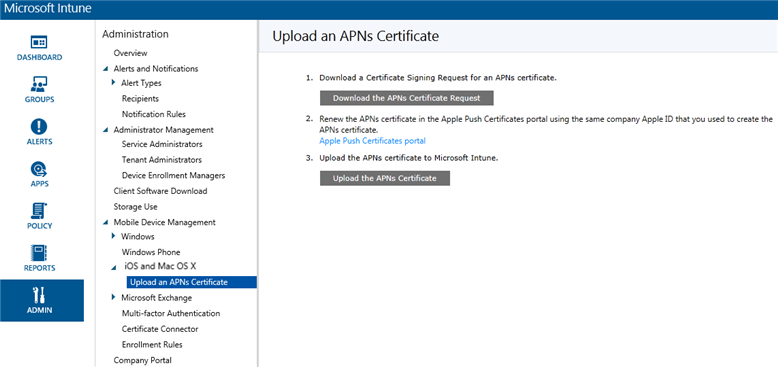 Microsoft Intune
DASHBOARD
GROUPS
ALERTS
APPS
POLICY
REPORTS
ADMIN
Administration
Overview
Alerts and Notifications
Alert Types
Recipients
Notification Rules
Administrator Management
Service Administrators
Tenant Administrators
Device Enrollment Managers
Client Software Download
Storage Use
Mobile Device Management
Windows
Windows Phone
iOS and Mac OS X
Upload an APNs Certificate
Microsoft Exchange
Multi-factor Authentication
Certificate Connector
Enrollment Rules
Company Portal
Upload an APNs Certificate
1. Download a Certificate Signing Request for an APNs certificate.
Download the APNs Certificate Request
2. Renew the APNs certificate in the Apple Push Certificates portal using the same company Apple ID that you used to create the
APNs certificate.
Apple Push Certificates portal
3. Upload the APNs certificate to Microsoft Intune.
Upload the APNs Certificate